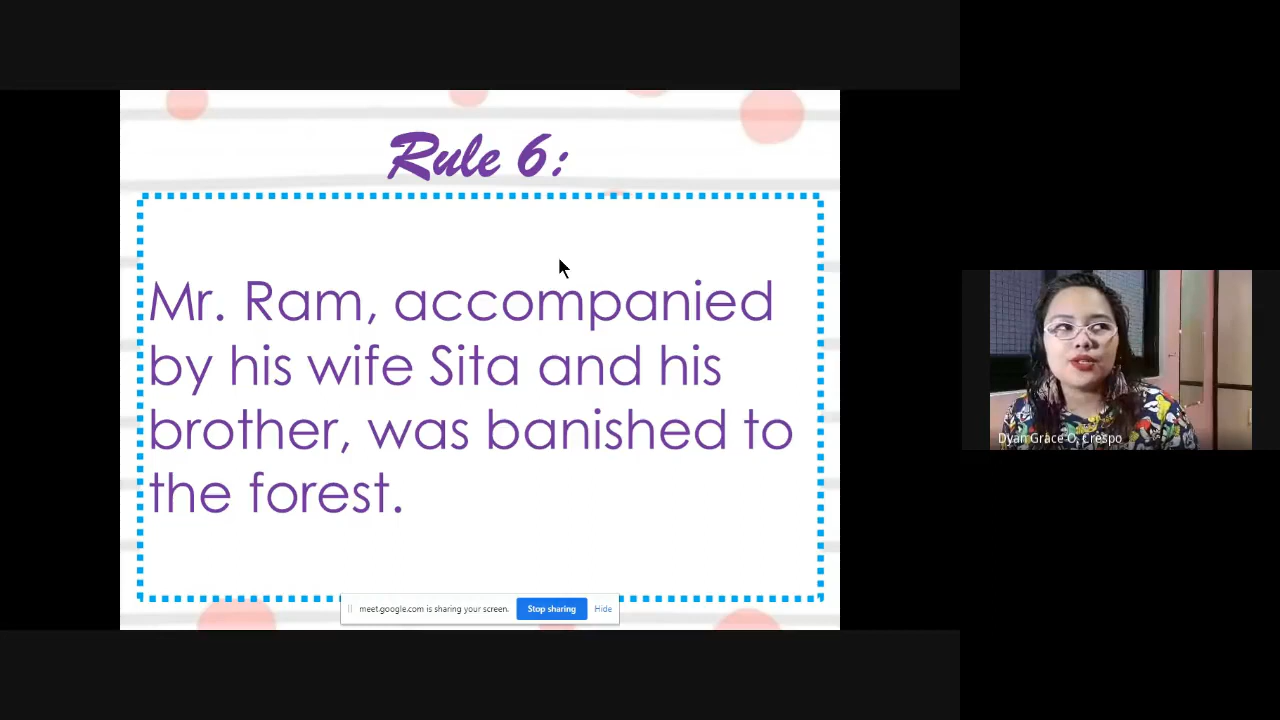 Rule 6:
Mr. Ram, accompanied
by his wife Sita and his
brother, was banished to
the forest.
meet.google.com is sharing your screen.
Stop sharing
Hide
Dyan Grace O. Crespo